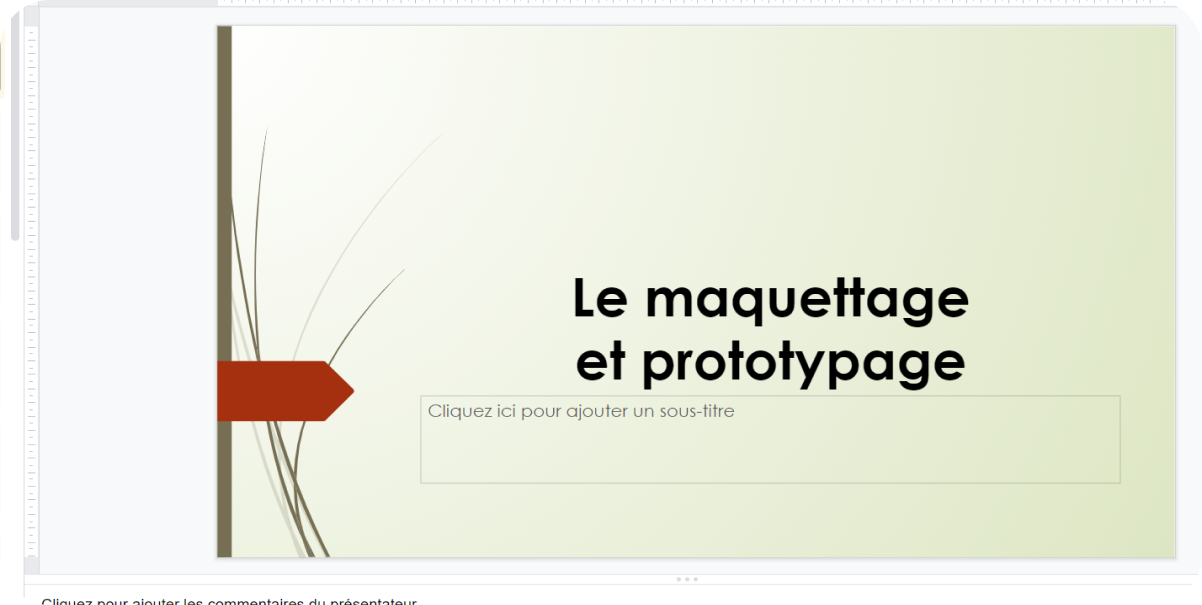 Le maquettage
et prototypage
Cliquez ici pour ajouter un sous-titre
Cliquez pour ajouter les commentaires du présentateur